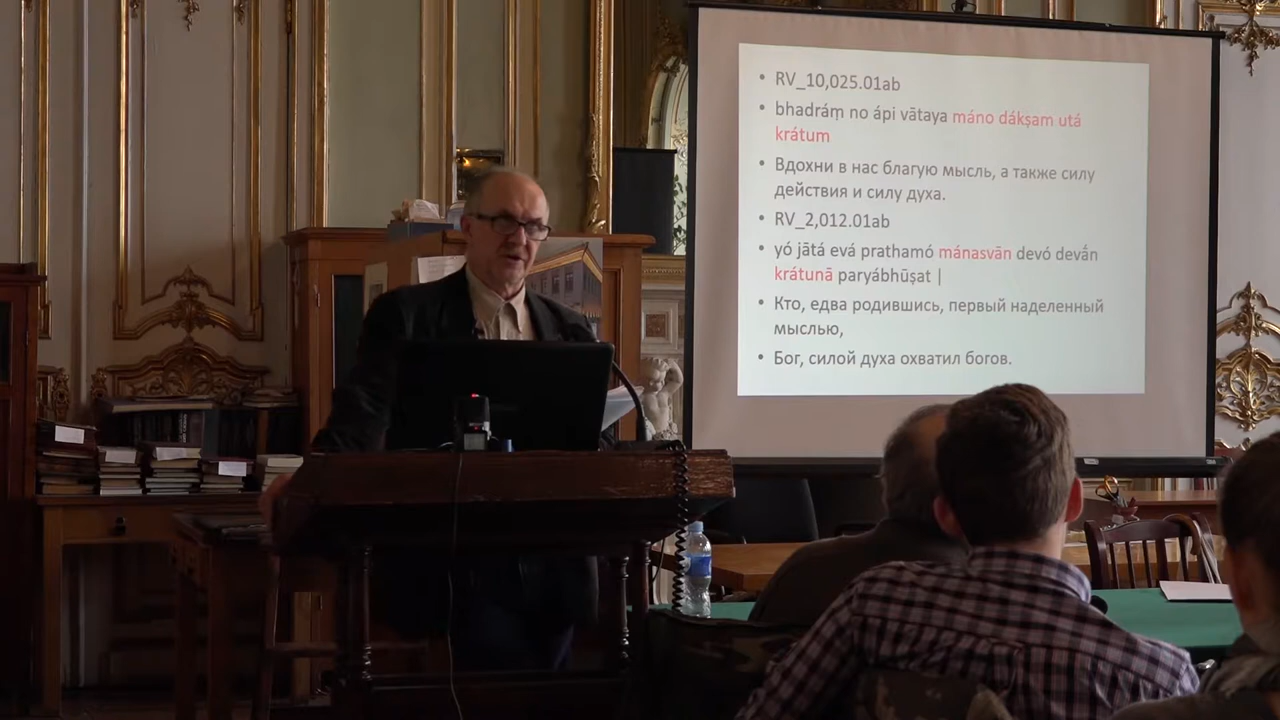 • RV_10,025.01ab
• bhadráṃ no ápi vātaya máno dákṣam utá
krátum
• Вдохни в нас благую мысль, а также силу
действия и силу духа.
• RV_2,012.01ab
• yó jātá evá prathamó mánasvān devó devā́n
krátunā paryábhūṣat |
• Кто, едва родившись, первый наделенный
мыслью,
• Бог, силой духа охватил богов.